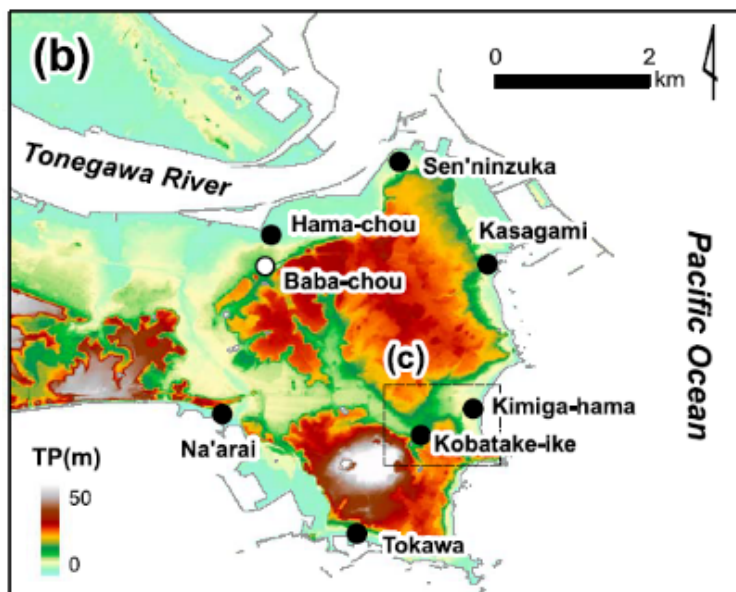 (b)
0 2
km
Tonegawa River
Sen'ninzuka
Hama-chou
Kasagami
Baba-chou
Pacific Ocean
(c)
Kimiga-hama
Na'arai
Kobatake-ike
TP(m)
50
0
Tokawa